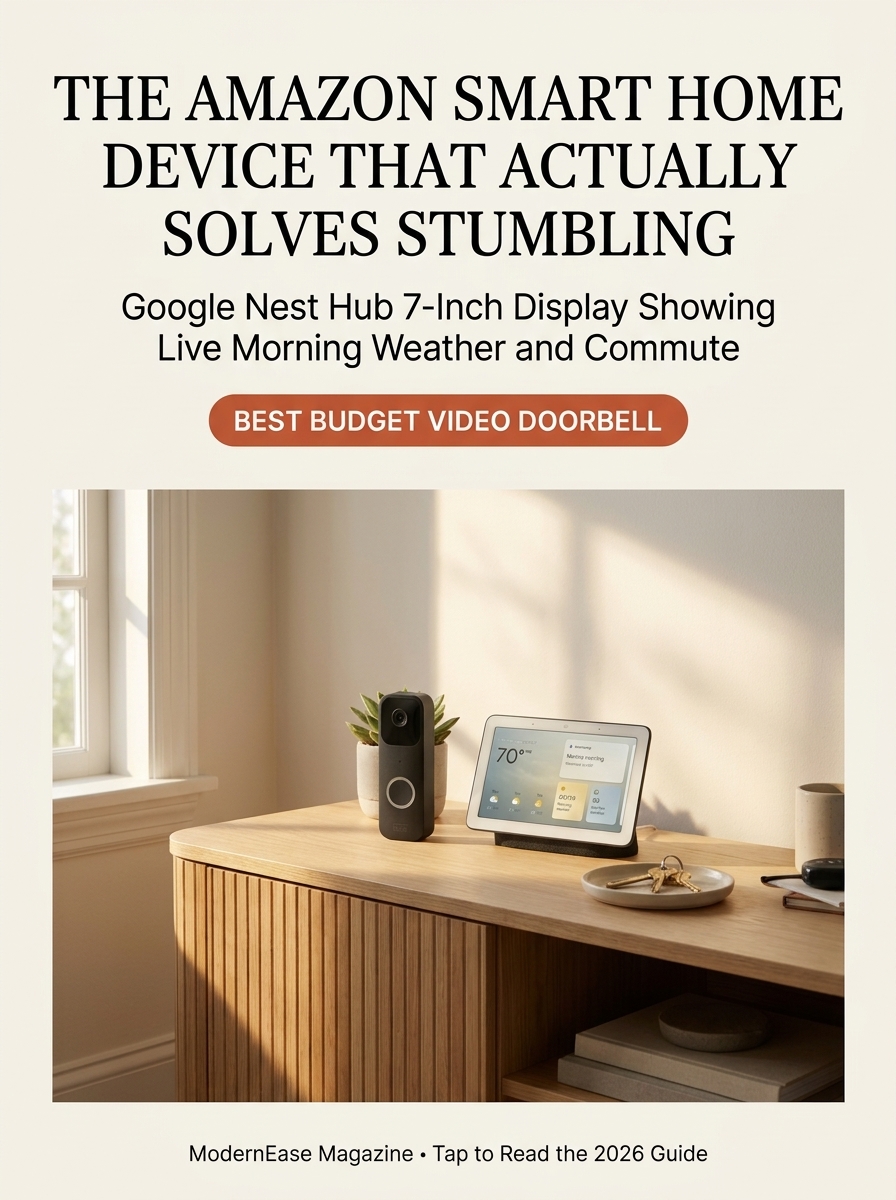 THE AMAZON SMART HOME
DEVICE THAT ACTUALLY
SOLVES STUMBLING
Google Nest Hub 7-Inch Display Showing
Live Morning Weather and Commute
BEST BUDGET VIDEO DOORBELL
70°
ModernEase Magazine • Tap to Read the 2026 Guide